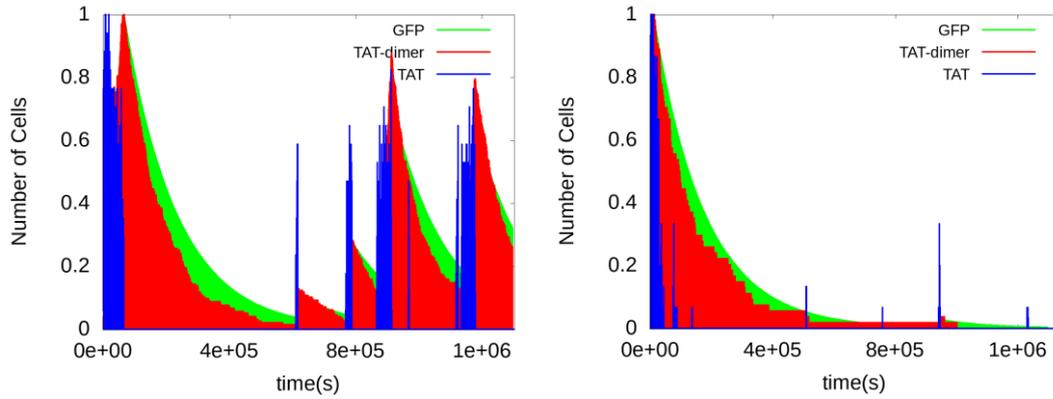 1
0.8
0.6
0.4
0.2
0
Number of Cells
GFP
TAT-dimer
TAT
0e+00 4e+05 8e+05 1e+06
time(s)
1
0.8
0.6
0.4
0.2
0
Number of Cells
GFP
TAT-dimer
TAT
0e+00 4e+05 8e+05 1e+06
time(s)